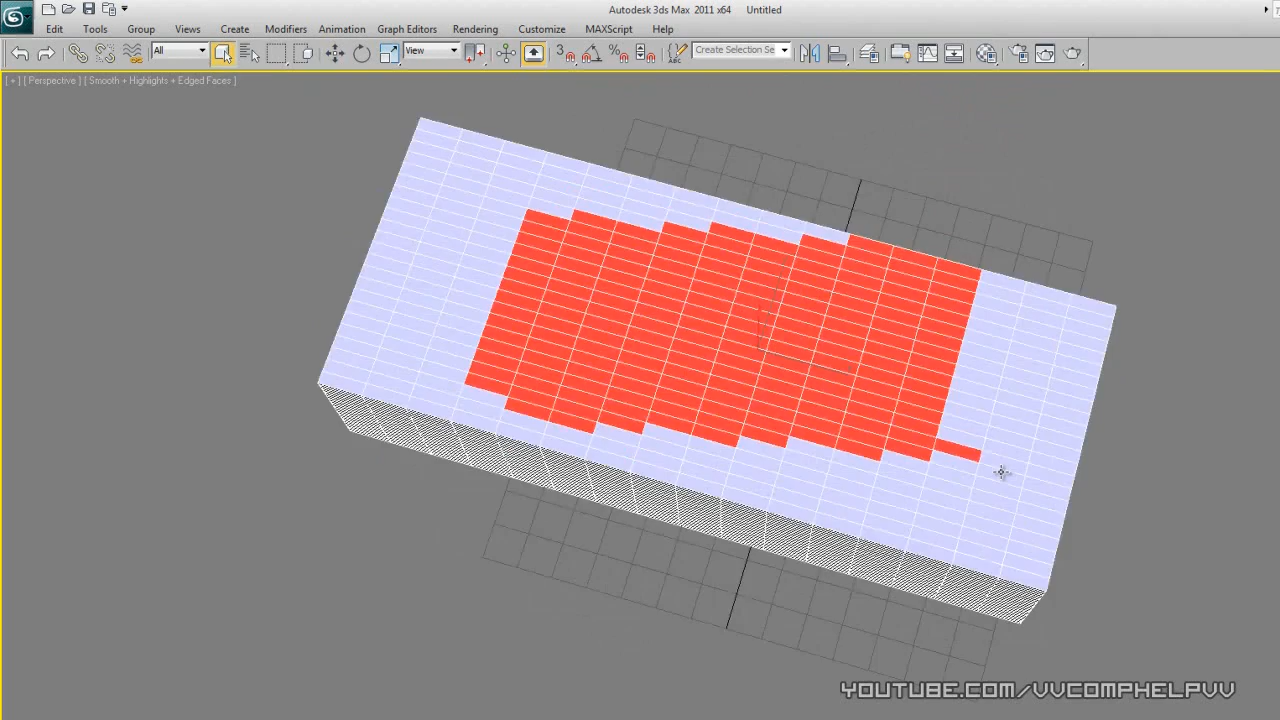 Autodesk 3ds Max 2011 x64 Untitled
Edit Tools Group Views Create Modifiers Animation Graph Editors Rendering Customize MAXScript Help
All View 3 Create Selection Se
[ + ] [ Perspective ] [ Smooth + Highlights + Edged Faces ]
YOUTUBE.COM/VVCOMPHELPVV